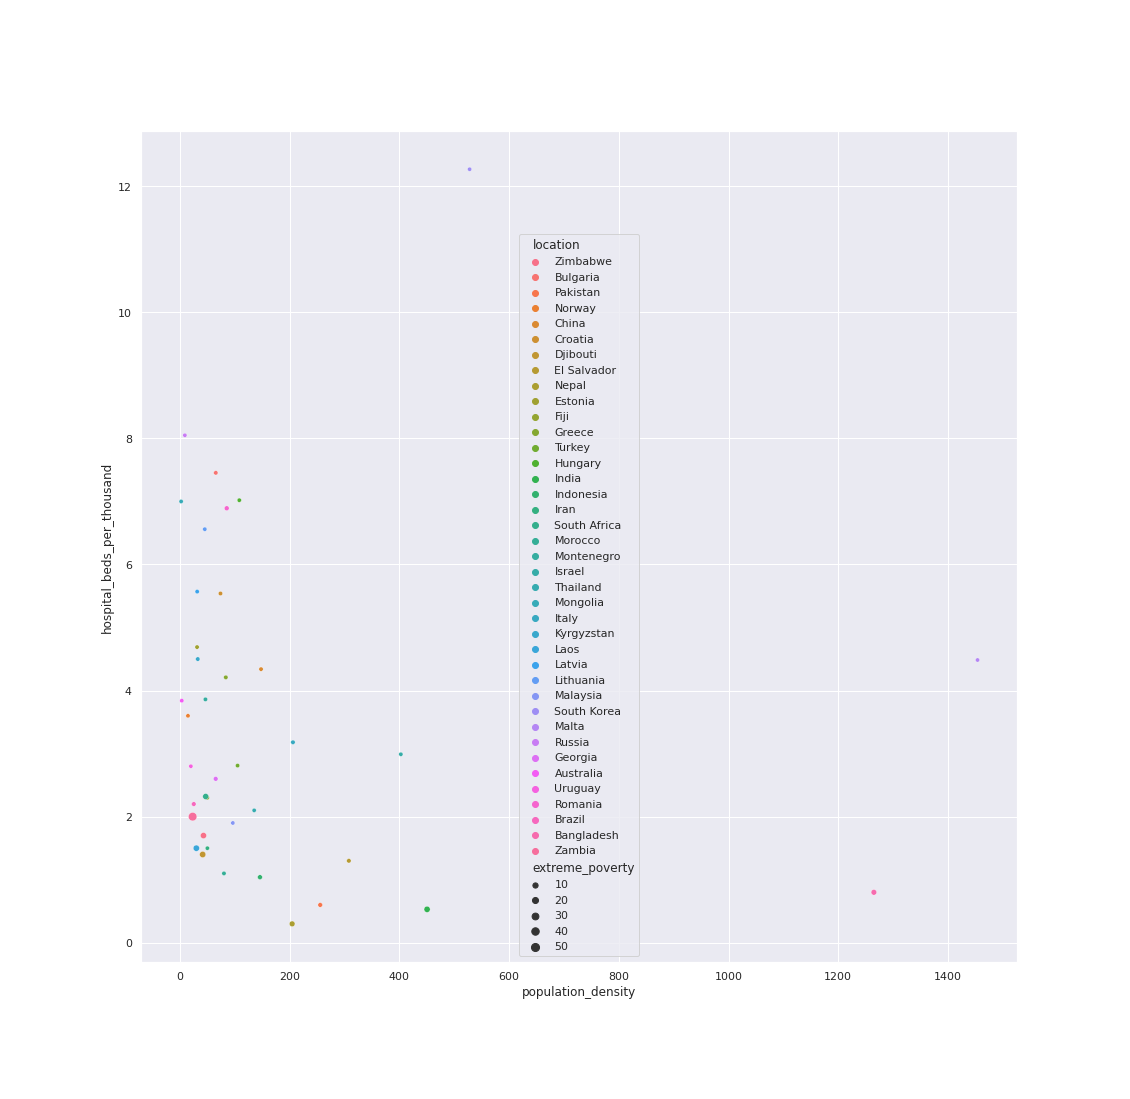 12
10
8
6
4
2
0
hospital_beds_per_thousand
location
Zimbabwe
Bulgaria
Pakistan
Norway
China
Croatia
Djibouti
El Salvador
Nepal
Estonia
Fiji
Greece
Turkey
Hungary
India
Indonesia
Iran
South Africa
Morocco
Montenegro
Israel
Thailand
Mongolia
Italy
Kyrgyzstan
Laos
Latvia
Lithuania
Malaysia
South Korea
Malta
Russia
Georgia
Australia
Uruguay
Romania
Brazil
Bangladesh
Zambia
extreme_poverty
10
20
30
40
50
0 200 400 600 800 1000 1200 1400
population_density